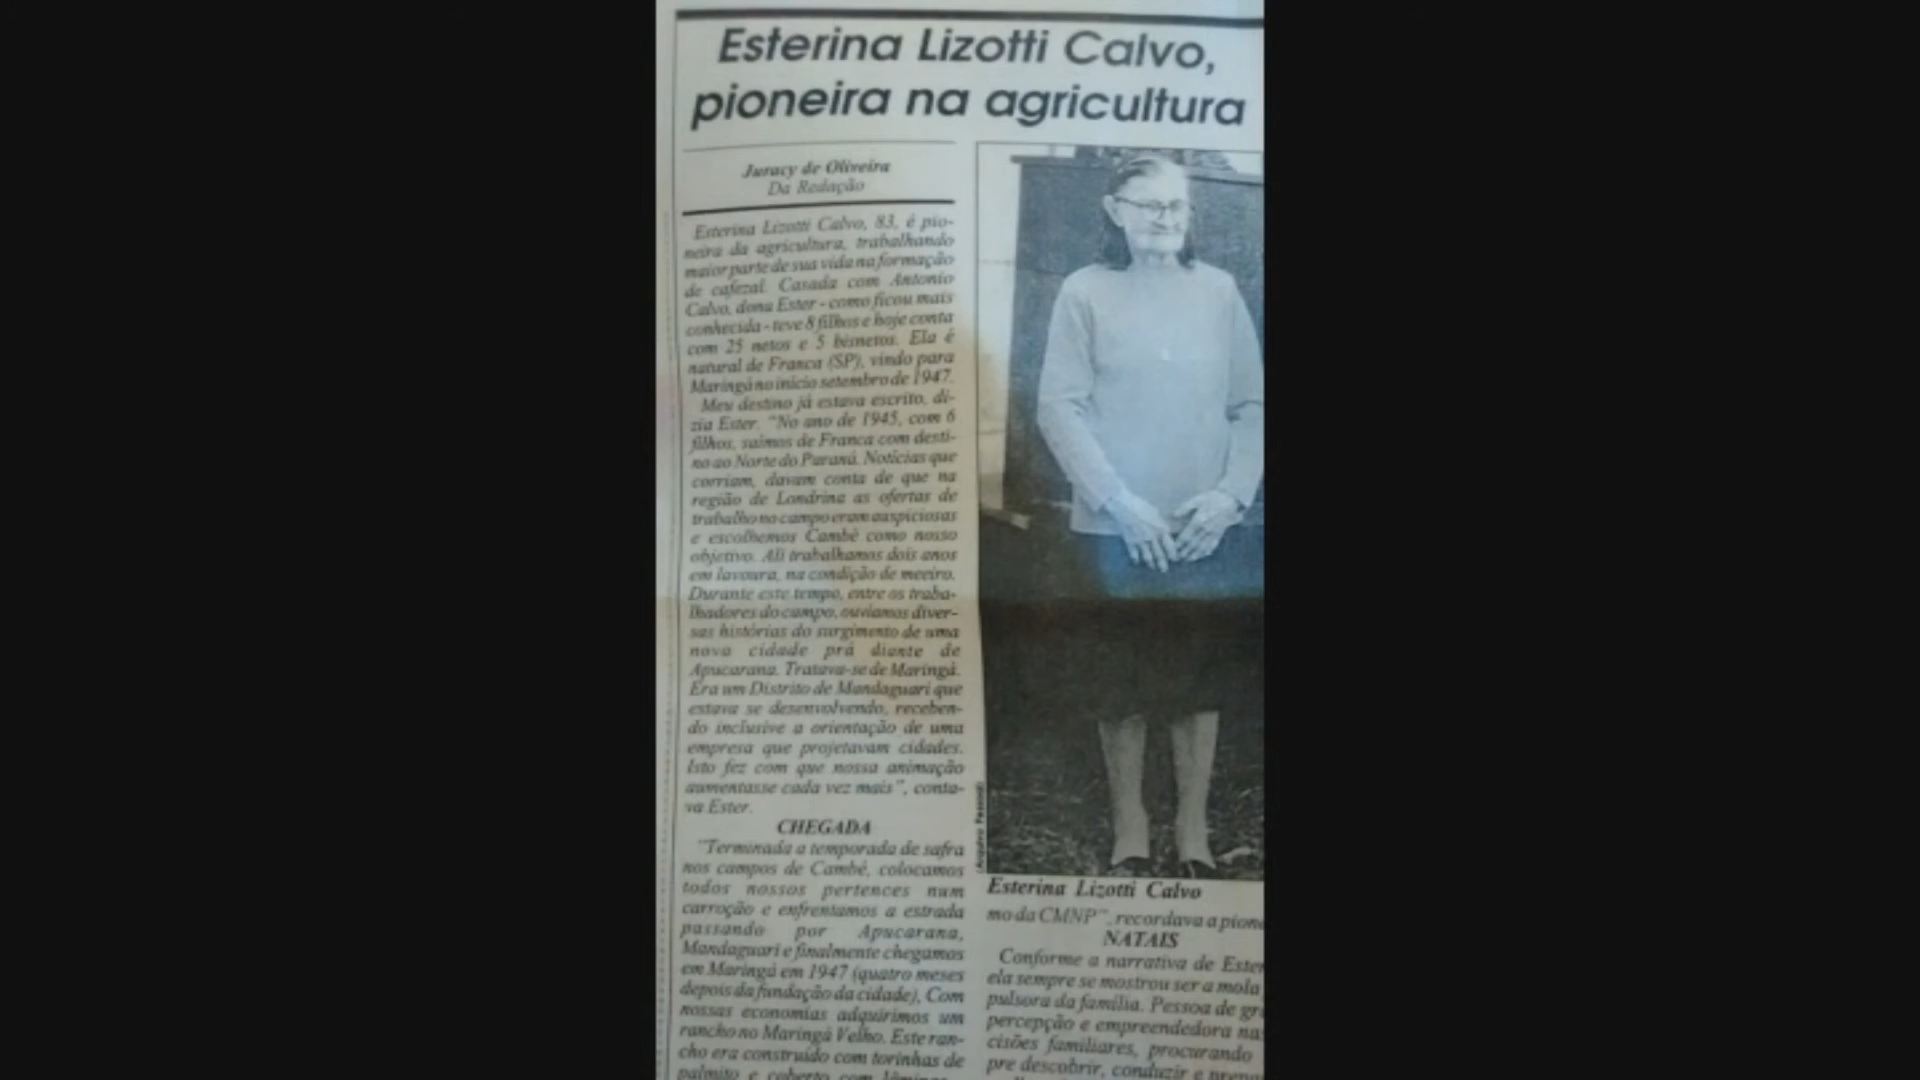 Esterina Lizotti Calvo,
pioneira na agricultura
Juracy de Oliveira
Da Redação
Esterina Lizotti Calvo, 83, é pio-
neira da agricultura, trabalhando
maior parte de sua vida na formação
de cafezal. Casada com Antonio
Calvo, dona Ester - como ficou mais
conhecida - teve 8 filhos e hoje conta
com 25 netos e 5 bisnetos. Ela é
natural de Franca (SP), vindo para
Maringá no início setembro de 1947.
Meu destino já estava escrito, di-
zia Ester. "No ano de 1945, com 6
filhos, saímos de Franca com desti-
no ao Norte do Paraná. Notícias que
corriam, davam conta de que na
região de Londrina as ofertas de
trabalho no campo eram auspiciosas
e escolhemos Cambé como nosso
objetivo. Ali trabalhamos dois anos
em lavoura, na condição de meeiro.
Durante este tempo, entre os traba-
lhadores do campo, ouvíamos diver-
sas histórias do surgimento de uma
nova cidade prá diante de
Apucarana. Tratava-se de Maringá.
Era um Distrito de Mandaguari que
estava se desenvolvendo, receben-
do inclusive a orientação de uma
empresa que projetavam cidades.
Isto fez com que nossa animação
aumentasse cada vez mais", conta-
va Ester.
CHEGADA
"Terminada a temporada de safra
nos campos de Cambé, colocamos
todos nossos pertences num
carroção e enfrentamos a estrada
passando por Apucarana,
Mandaguari e finalmente chegamos
em Maringá em 1947 (quatro meses
depois da fundação da cidade), Com
nossas economias adquirimos um
rancho no Maringá Velho. Este ran-
cho era construído com torinhas de
palmito e coberto com
(Arquivo Pessoal)
Esterina Lizotti Calvo
mo da CMNP", recordava a pione
NATAIS
Conforme a narrativa de Ester
ela sempre se mostrou ser a mola
pulsora da família. Pessoa de gr
percepção e empreendedora na
cisões familiares, procurando
pre descobrir, conduzir e